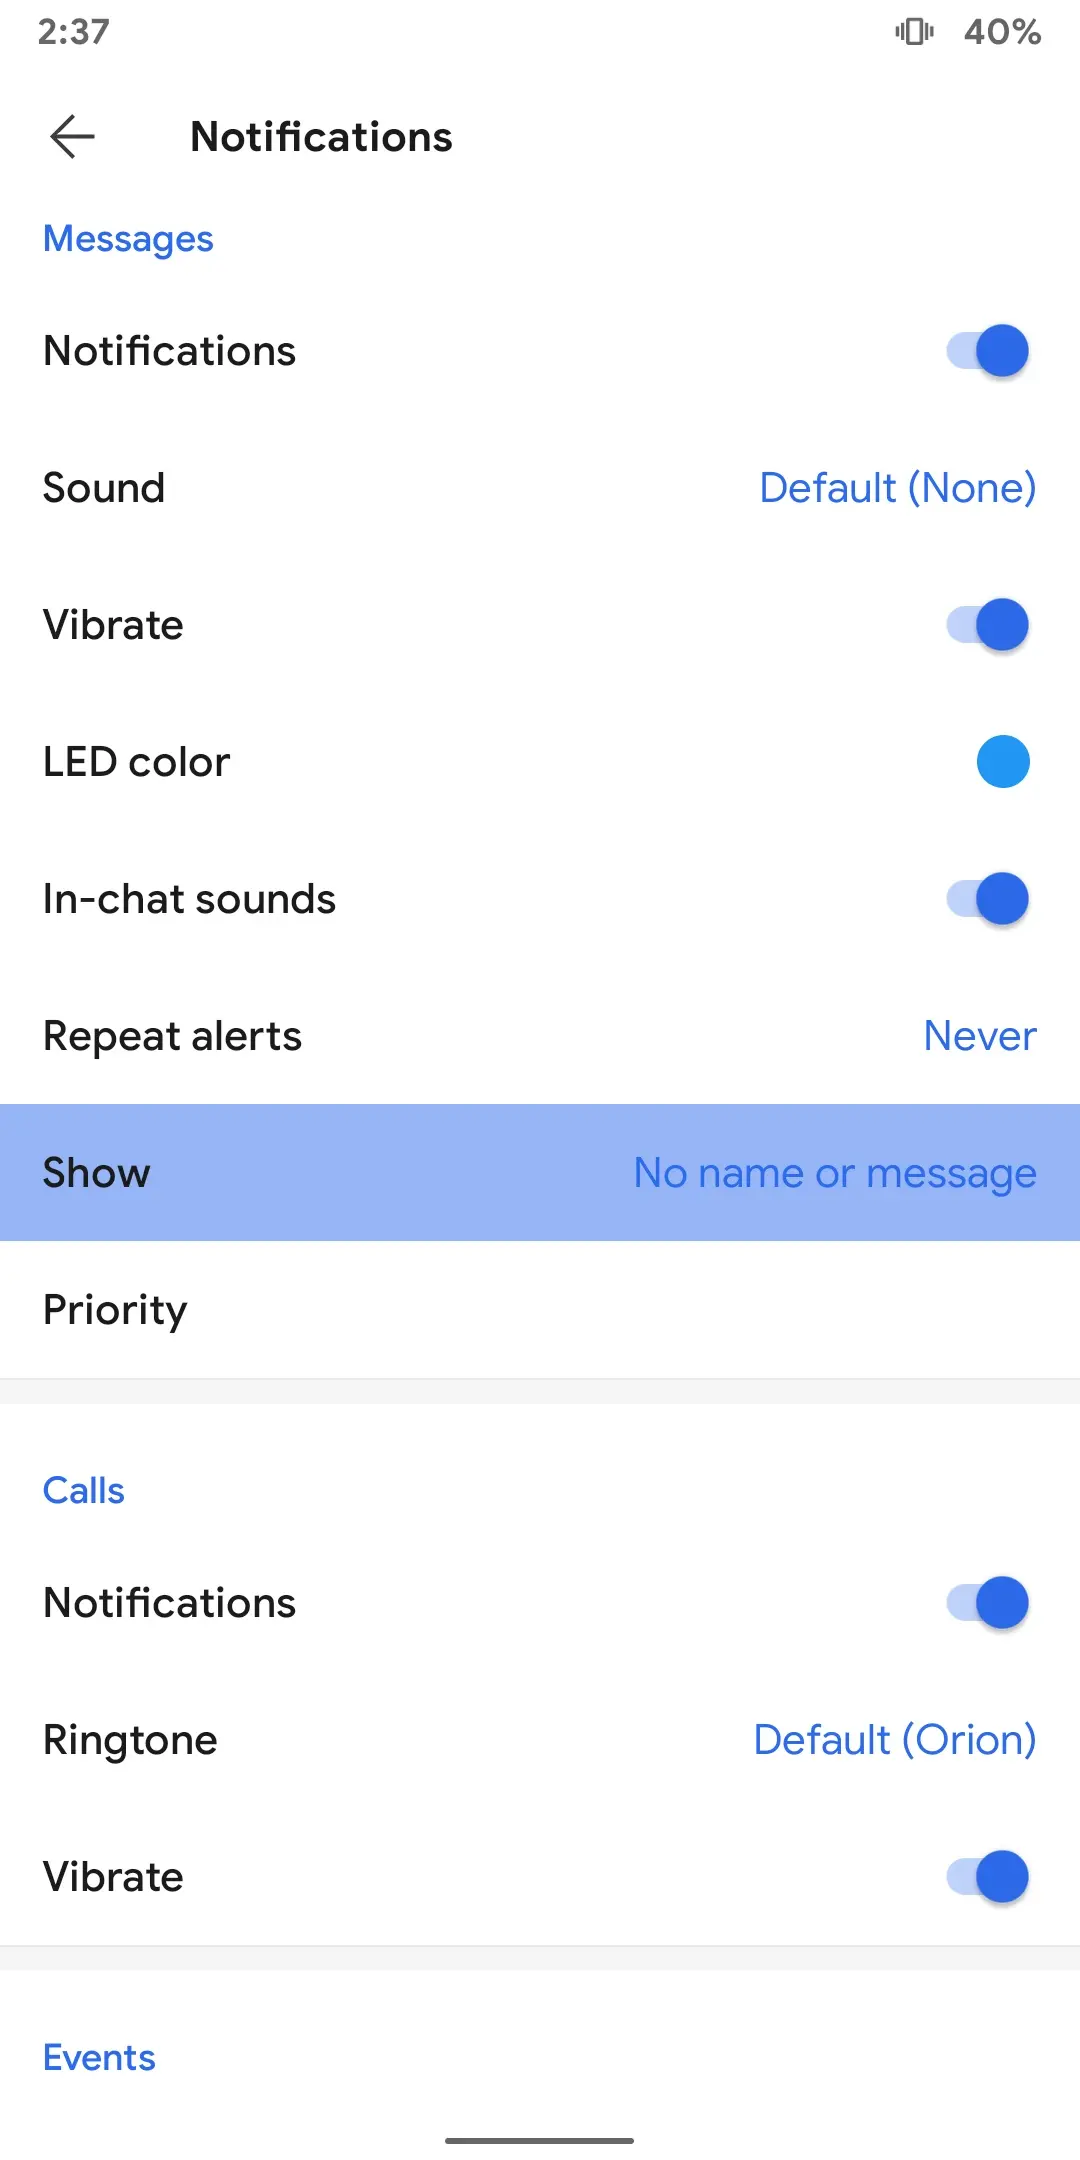 2:37 40%
Notifications
Messages
Notifications
Sound Default (None)
Vibrate
LED color
In-chat sounds
Repeat alerts Never
Show No name or message
Priority
Calls
Notifications
Ringtone Default (Orion)
Vibrate
Events